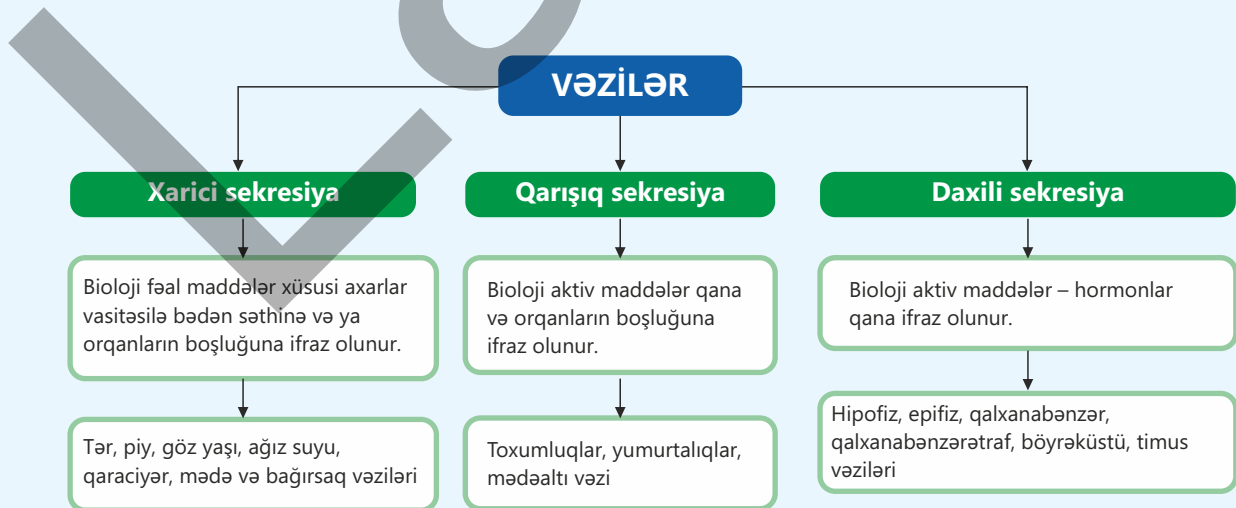 VƏZİLƏR
Xarici sekresiya
Bioloji fəal maddələr xüsusi axarlar
vasitəsilə bədən səthinə və ya
orqanların boşluğuna ifraz olunur.
Tər, piy, göz yaşı, ağız suyu,
qaraciyər, mədə və bağırsaq vəziləri
Qarışıq sekresiya
Bioloji aktiv maddələr qana
və orqanların boşluğuna
ifraz olunur.
Toxumluqlar, yumurtalıqlar,
mədəaltı vəzi
Daxili sekresiya
Bioloji aktiv maddələr – hormonlar
qana ifraz olunur.
Hipofiz, epifiz, qalxanabənzər,
qalxanabənzərətraf, böyrəküstü, timus
vəziləri